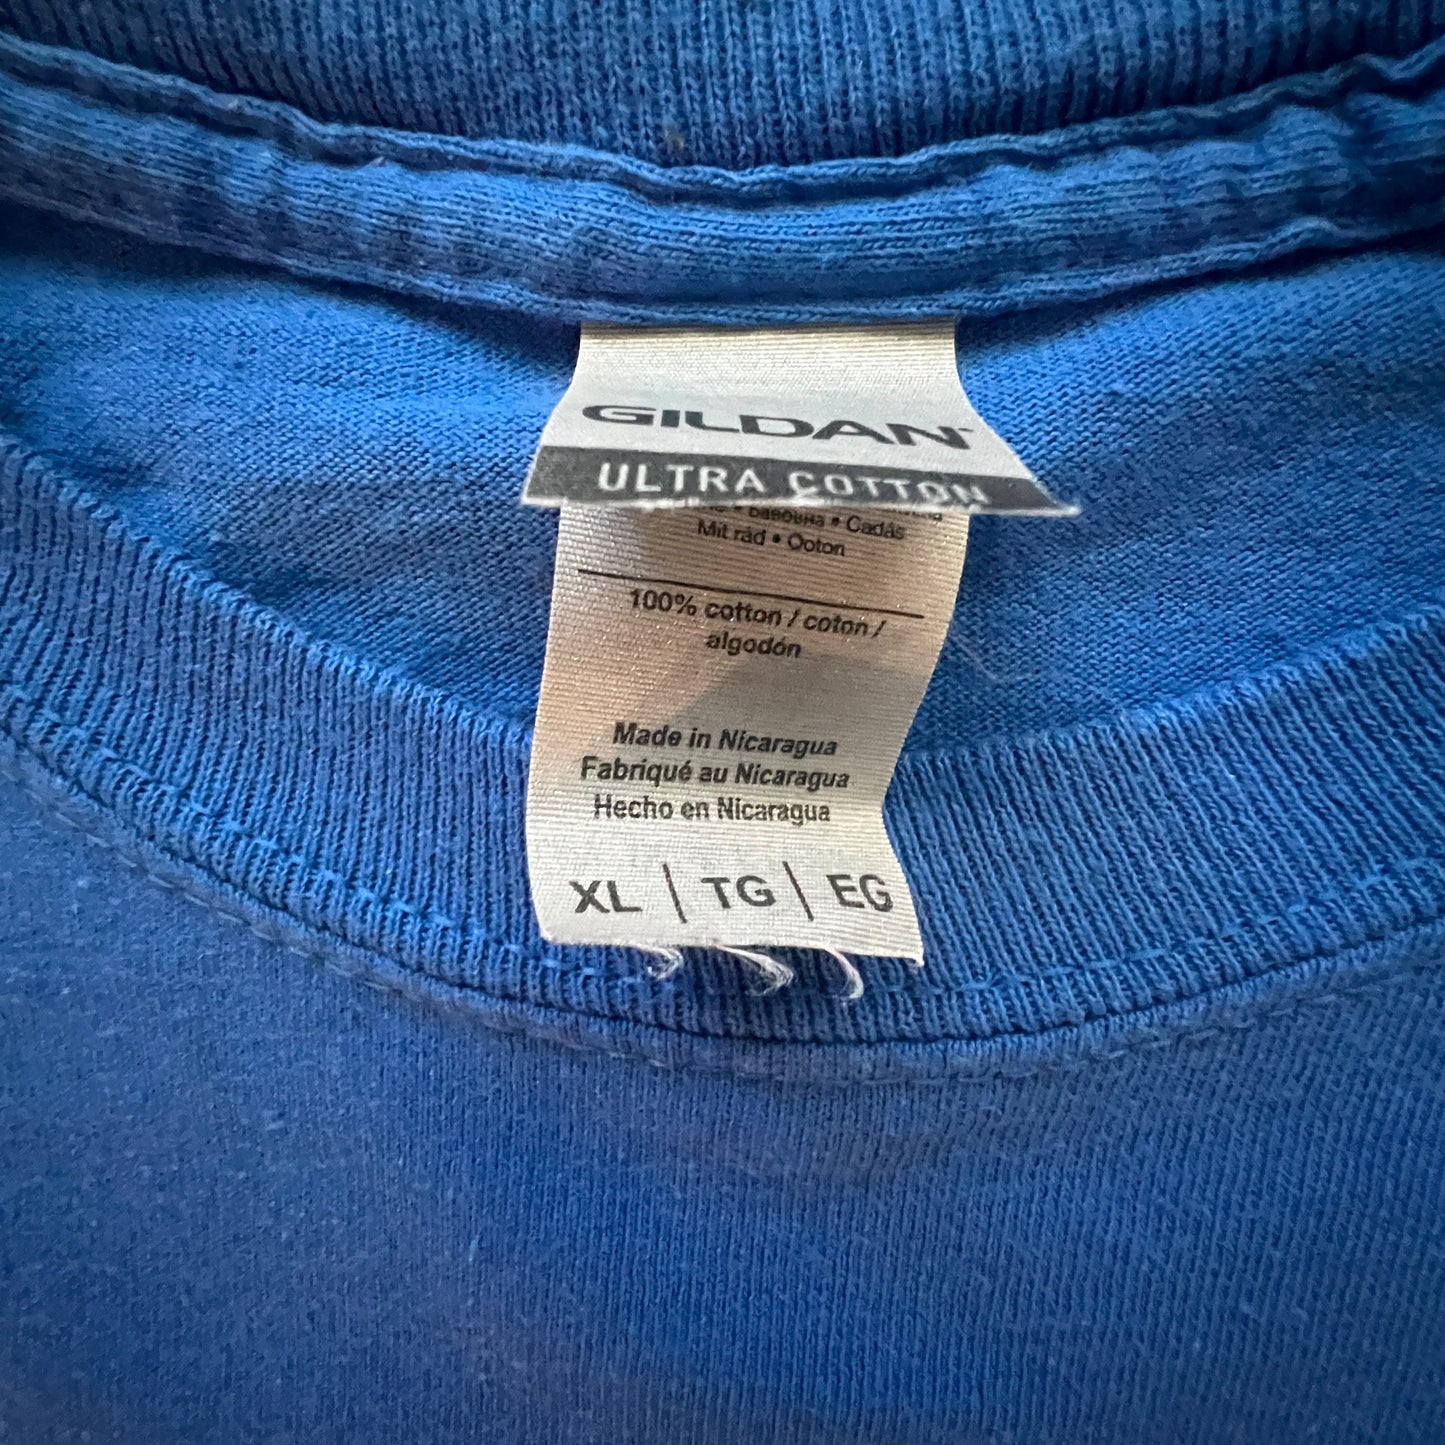 GILDAN
ULTRA COTTON
• Cadás
Mit rád • Ooton
100% cotton / coton /
algodón
Made in Nicaragua
Fabriqué au Nicaragua
Hecho en Nicaragua
XL | TG | EG